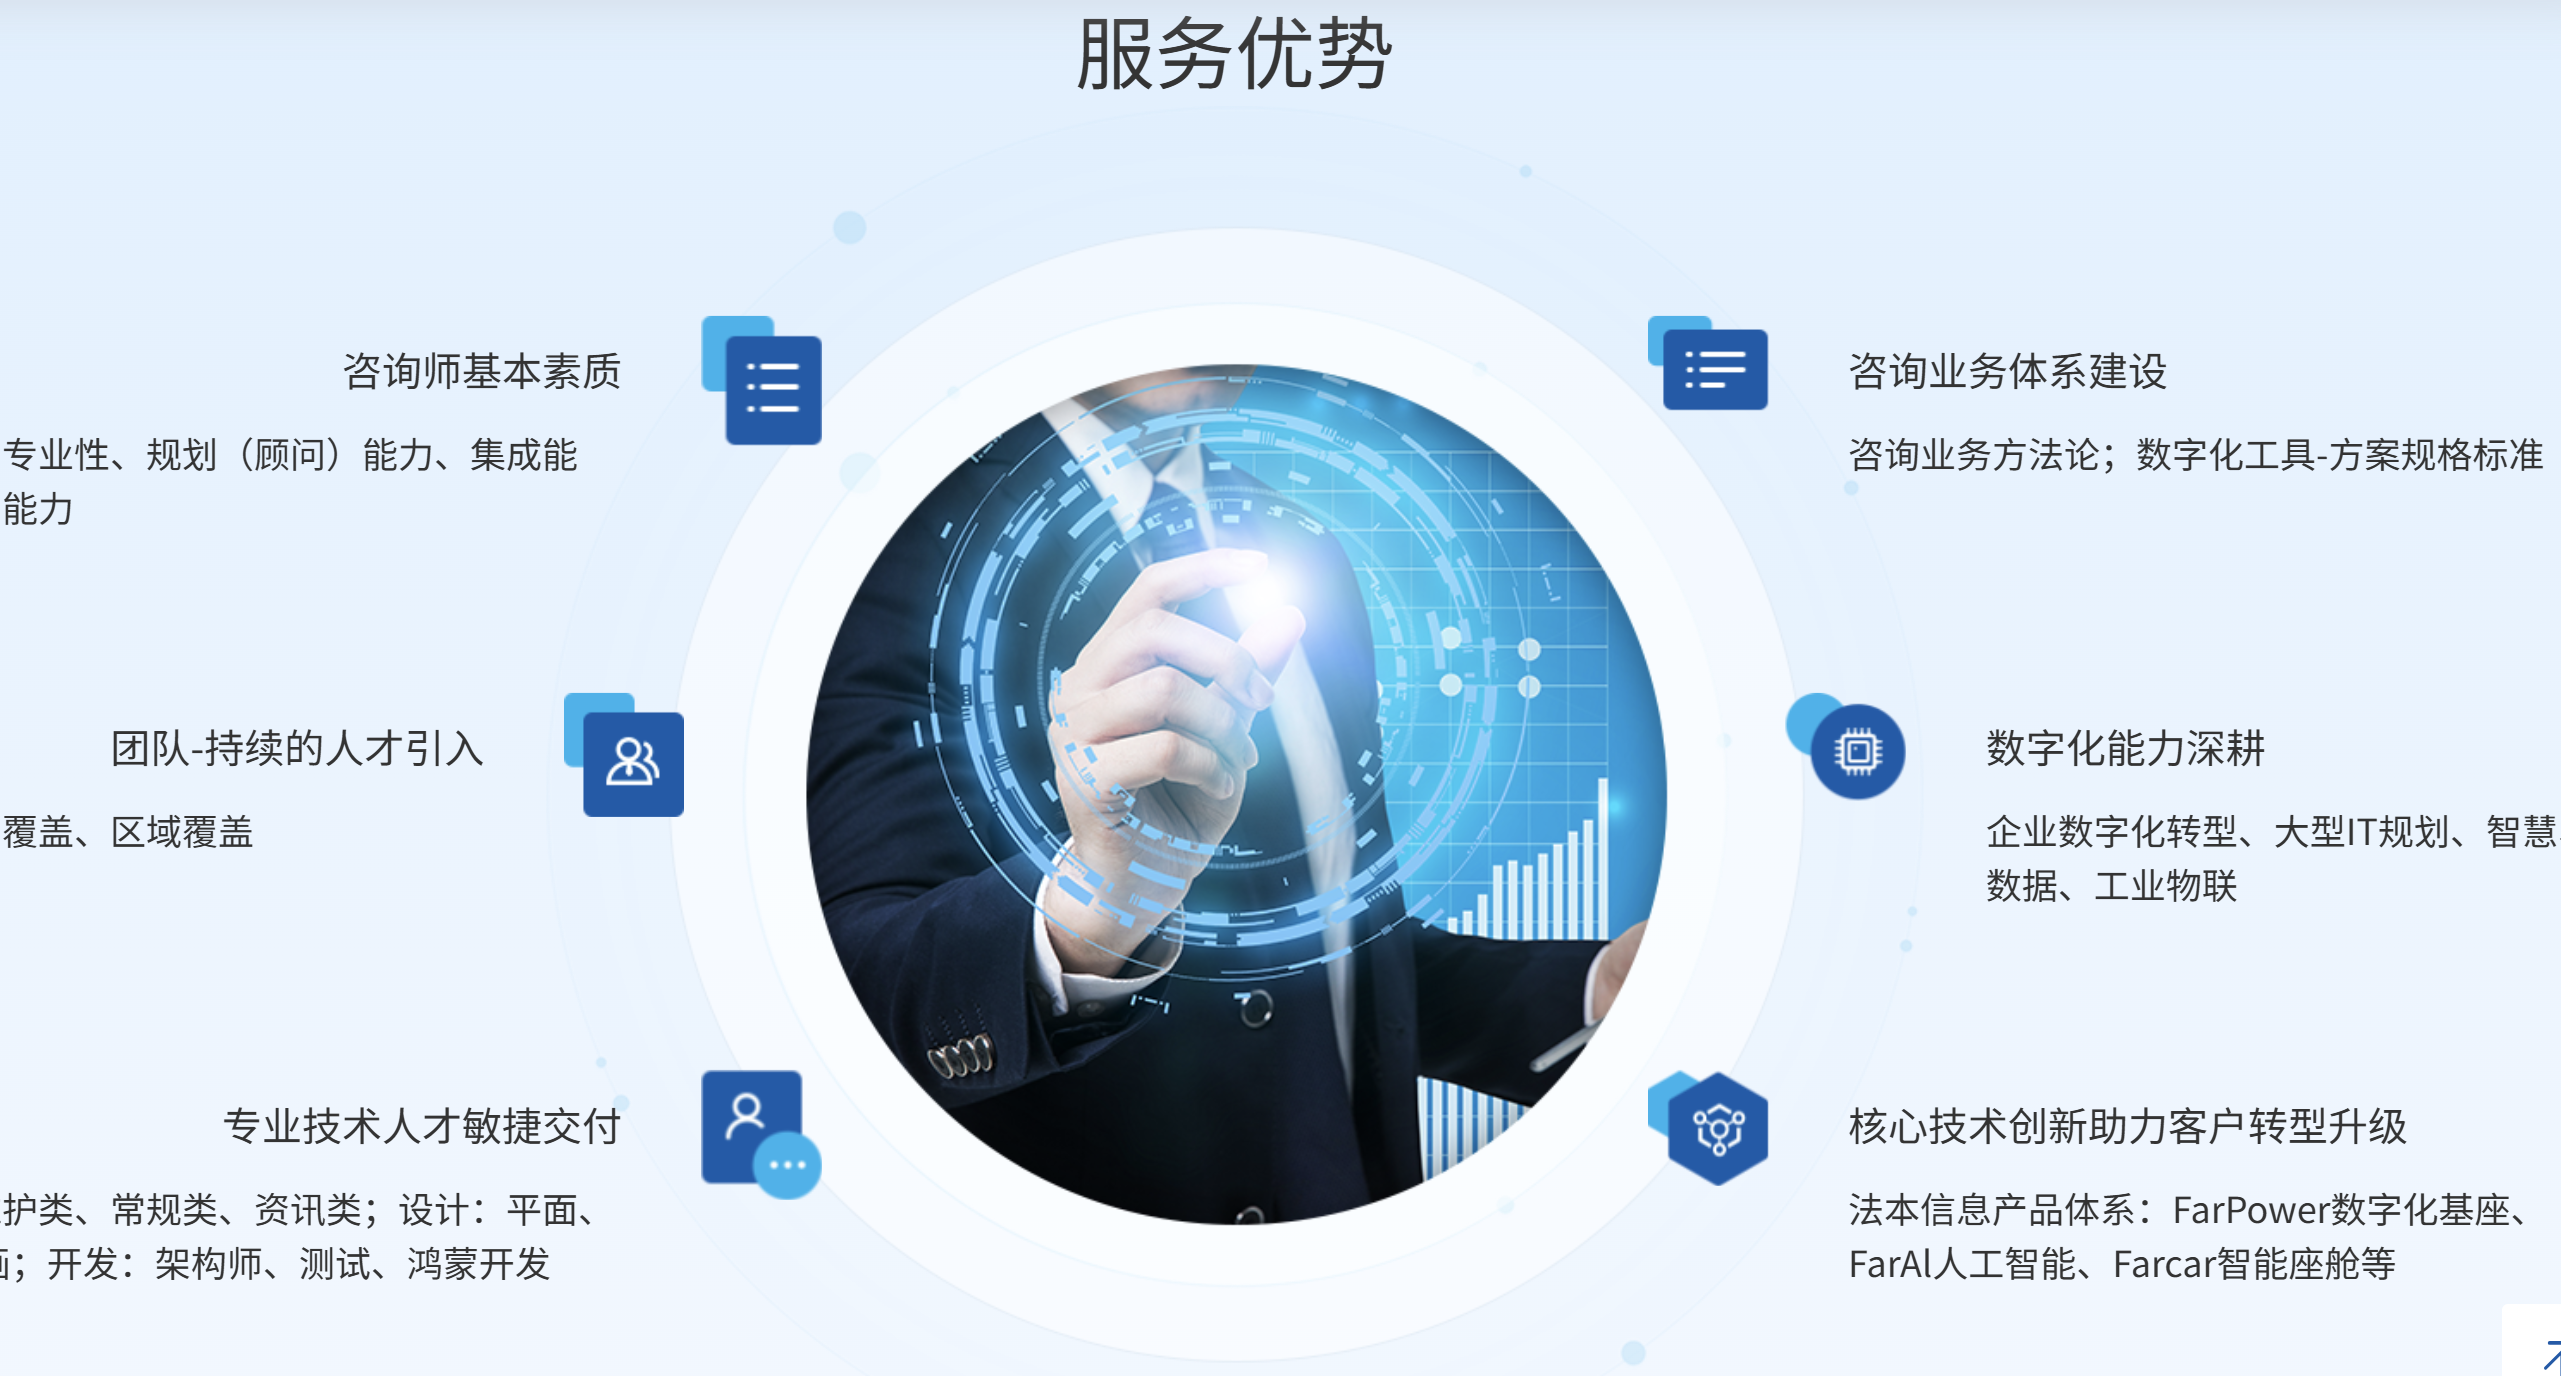 服务优势
咨询师基本素质
专业性、规划（顾问）能力、集成能
能力
团队-持续的人才引入
覆盖、区域覆盖
专业技术人才敏捷交付
护类、常规类、资讯类；设计：平面、
；开发：架构师、测试、鸿蒙开发
咨询业务体系建设
咨询业务方法论；数字化工具-方案规格标准
数字化能力深耕
企业数字化转型、大型IT规划、智慧
数据、工业物联
核心技术创新助力客户转型升级
法本信息产品体系：FarPower数字化基座、
FarAl人工智能、Farcar智能座舱等